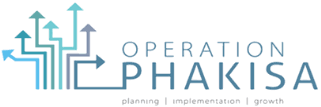 OPERATION
PHAKISA
planning | implementation | growth